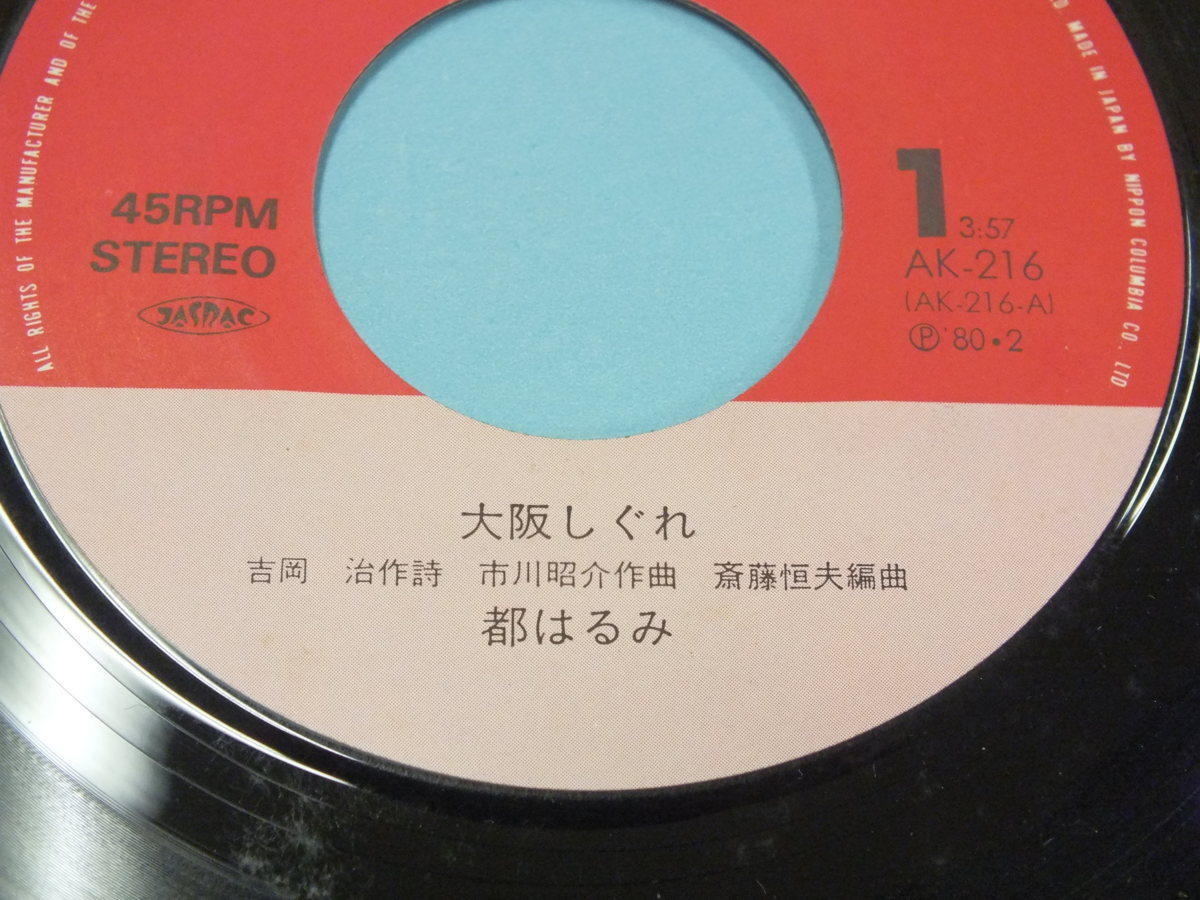 ALL RIGHTS OF THE MANUFACTURER AND OF THE
D. MADE IN JAPAN BY NIPPON COLUMBIA CO., LTD.
45RPM
STEREO
JASRAC
1
3:57
AK-216
(AK-216-A)
Ⓟ '80・2
大阪しぐれ
吉岡 治作詩 市川昭介作曲 斎藤恒夫編曲
都はるみ